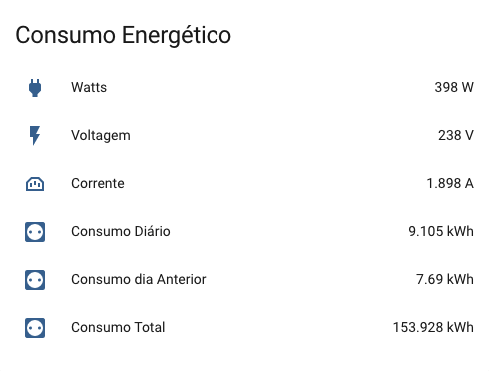 Consumo Energético
Watts 398 W
Voltagem 238 V
Corrente 1.898 A
Consumo Diário 9.105 kWh
Consumo dia Anterior 7.69 kWh
Consumo Total 153.928 kWh